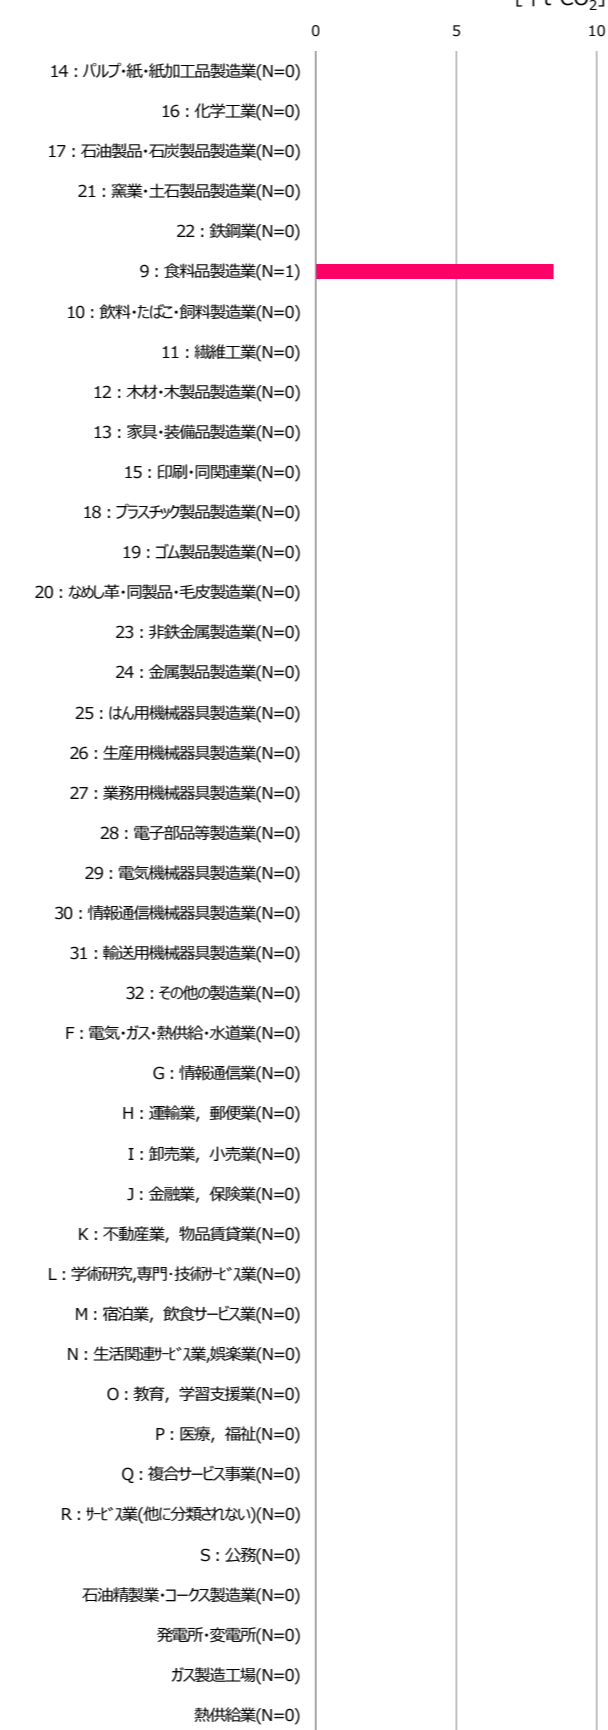 [千t-CO2]
0 5 10
14：パルプ・紙・紙加工品製造業(N=0)
16：化学工業(N=0)
17：石油製品・石炭製品製造業(N=0)
21：窯業・土石製品製造業(N=0)
22：鉄鋼業(N=0)
9：食料品製造業(N=1)
10：飲料・たばこ・飼料製造業(N=0)
11：繊維工業(N=0)
12：木材・木製品製造業(N=0)
13：家具・装備品製造業(N=0)
15：印刷・同関連業(N=0)
18：プラスチック製品製造業(N=0)
19：ゴム製品製造業(N=0)
20：なめし革・同製品・毛皮製造業(N=0)
23：非鉄金属製造業(N=0)
24：金属製品製造業(N=0)
25：はん用機械器具製造業(N=0)
26：生産用機械器具製造業(N=0)
27：業務用機械器具製造業(N=0)
28：電子部品等製造業(N=0)
29：電気機械器具製造業(N=0)
30：情報通信機械器具製造業(N=0)
31：輸送用機械器具製造業(N=0)
32：その他の製造業(N=0)
F：電気・ガス・熱供給・水道業(N=0)
G：情報通信業(N=0)
H：運輸業，郵便業(N=0)
I：卸売業，小売業(N=0)
J：金融業，保険業(N=0)
K：不動産業，物品賃貸業(N=0)
L：学術研究,専門・技術ｻｰﾋﾞｽ業(N=0)
M：宿泊業，飲食サービス業(N=0)
N：生活関連ｻｰﾋﾞｽ業,娯楽業(N=0)
O：教育，学習支援業(N=0)
P：医療，福祉(N=0)
Q：複合サービス事業(N=0)
R：ｻｰﾋﾞｽ業(他に分類されない)(N=0)
S：公務(N=0)
石油精製業・コークス製造業(N=0)
発電所・変電所(N=0)
ガス製造工場(N=0)
熱供給業(N=0)